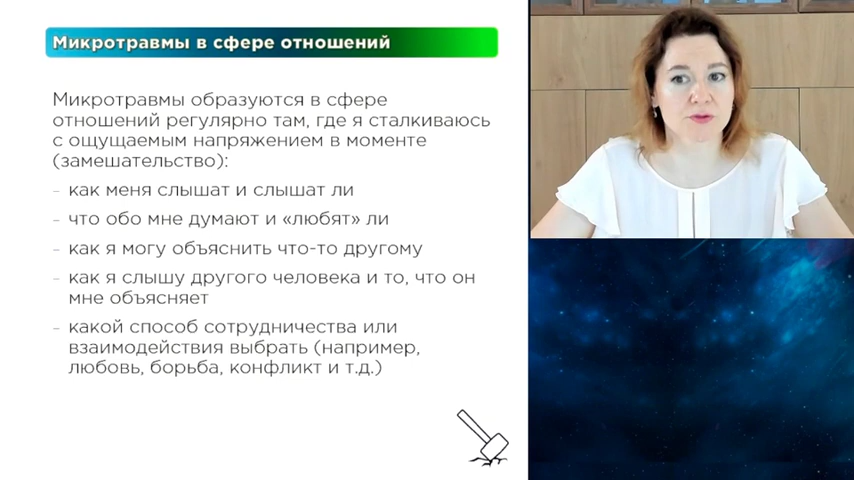 Микротравмы в сфере отношений
Микротравмы образуются в сфере
отношений регулярно там, где я сталкиваюсь
с ощущаемым напряжением в моменте
(замешательство):
- как меня слышат и слышат ли
- что обо мне думают и «любят» ли
- как я могу объяснить что-то другому
- как я слышу другого человека и то, что он
мне объясняет
- какой способ сотрудничества или
взаимодействия выбрать (например,
любовь, борьба, конфликт и т.д.)